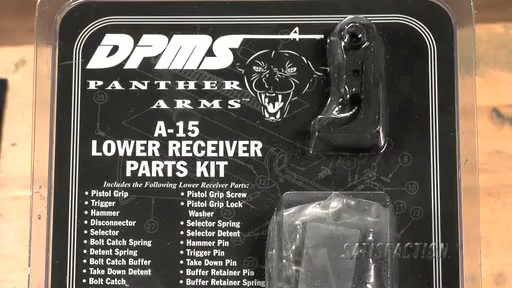 DPMS
PANTHER
ARMS™
A-15
LOWER RECEIVER
PARTS KIT
Includes the Following Lower Receiver Parts:
• Pistol Grip
• Trigger
• Hammer
• Disconnector
• Selector
• Bolt Catch Spring
• Detent Spring
• Bolt Catch Buffer
• Take Down Detent
• Bolt Catch
• Pistol Grip Screw
• Pistol Grip Lock
Washer
• Selector Spring
• Selector Detent
• Hammer Pin
• Trigger Pin
• Take Down Pin
• Buffer Retainer Pin
• Buffer Retainer Spring
SATISFACTION